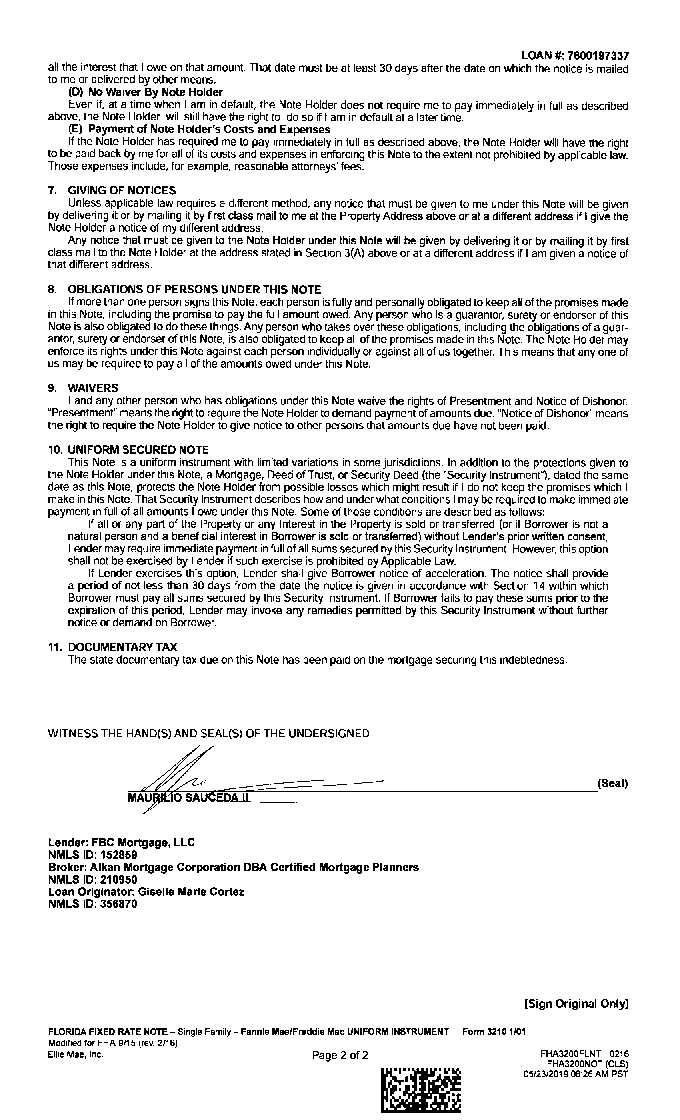 LOAN #: 7600197337
all the interest that I owe on that amount. That date must be at least 30 days after the date on which the notice is mailed
to me or delivered by other means.
(D) No Waiver By Note Holder
Even if, at a time when I am in default, the Note Holder does not require me to pay immediately in full as described
above, the Note Holder will still have the right to do so if I am in default at a later time.
(E) Payment of Note Holder's Costs and Expenses
If the Note Holder has required me to pay immediately in full as described above, the Note Holder will have the right
to be paid back by me for all of its costs and expenses in enforcing this Note to the extent not prohibited by applicable law.
Those expenses include, for example, reasonable attorneys' fees.
7. GIVING OF NOTICES
Unless applicable law requires a different method, any notice that must be given to me under this Note will be given
by delivering it or by mailing it by first class mail to me at the Property Address above or at a different address if I give the
Note Holder a notice of my different address.
Any notice that must be given to the Note Holder under this Note will be given by delivering it or by mailing it by first
class mail to the Note Holder at the address stated in Section 3(A) above or at a different address if I am given a notice of
that different address.
8. OBLIGATIONS OF PERSONS UNDER THIS NOTE
If more than one person signs this Note, each person is fully and personally obligated to keep all of the promises made
in this Note, including the promise to pay the full amount owed. Any person who is a guarantor, surety or endorser of this
Note is also obligated to do these things. Any person who takes over these obligations, including the obligations of a guar-
antor, surety or endorser of this Note, is also obligated to keep all of the promises made in this Note. The Note Holder may
enforce its rights under this Note against each person individually or against all of us together. This means that any one of
us may be required to pay all of the amounts owed under this Note.
9. WAIVERS
I and any other person who has obligations under this Note waive the rights of Presentment and Notice of Dishonor.
"Presentment" means the right to require the Note Holder to demand payment of amounts due. "Notice of Dishonor" means
the right to require the Note Holder to give notice to other persons that amounts due have not been paid.
10. UNIFORM SECURED NOTE
This Note is a uniform instrument with limited variations in some jurisdictions. In addition to the protections given to
the Note Holder under this Note, a Mortgage, Deed of Trust, or Security Deed (the "Security Instrument"), dated the same
date as this Note, protects the Note Holder from possible losses which might result if I do not keep the promises which I
make in this Note. That Security Instrument describes how and under what conditions I may be required to make immediate
payment in full of all amounts I owe under this Note. Some of those conditions are described as follows:
If all or any part of the Property or any Interest in the Property is sold or transferred (or if Borrower is not a
natural person and a beneficial interest in Borrower is sold or transferred) without Lender's prior written consent,
Lender may require immediate payment in full of all sums secured by this Security Instrument. However, this option
shall not be exercised by Lender if such exercise is prohibited by Applicable Law.
If Lender exercises this option, Lender shall give Borrower notice of acceleration. The notice shall provide
a period of not less than 30 days from the date the notice is given in accordance with Section 14 within which
Borrower must pay all sums secured by this Security Instrument. If Borrower fails to pay these sums prior to the
expiration of this period, Lender may invoke any remedies permitted by this Security Instrument without further
notice or demand on Borrower.
11. DOCUMENTARY TAX
The state documentary tax due on this Note has been paid on the mortgage securing this indebtedness.
WITNESS THE HAND(S) AND SEAL(S) OF THE UNDERSIGNED
(Seal)
MAURILIO SAUCEDA II
Lender: FBC Mortgage, LLC
NMLS ID: 152859
Broker: Alkan Mortgage Corporation DBA Certified Mortgage Planners
NMLS ID: 210950
Loan Originator: Giselle Marie Cortez
NMLS ID: 356870
[Sign Original Only]
FLORIDA FIXED RATE NOTE – Single Family – Fannie Mae/Freddie Mac UNIFORM INSTRUMENT Form 3210 1/01
Modified for FHA 9/15 (rev. 2/16)
Ellie Mae, Inc.
Page 2 of 2
FHA3200FLNT 0216
FHA3200NOT (CLS)
05/23/2019 06:26 AM PST